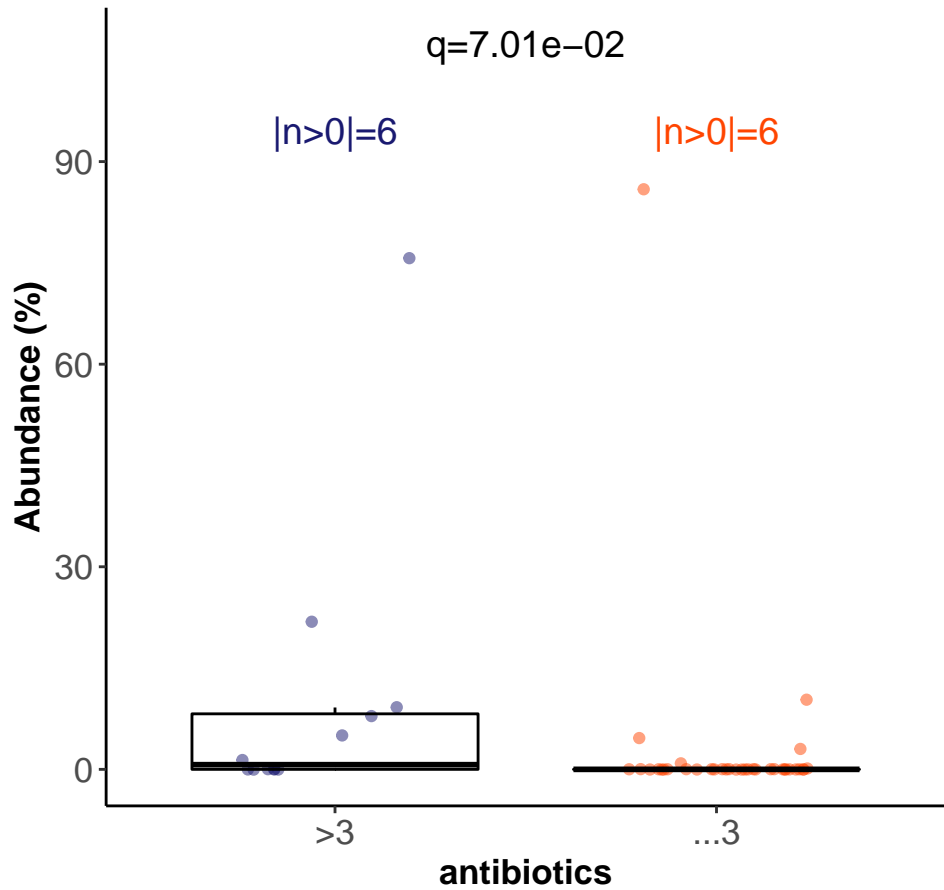 q=7.01e−02
|n>0|=6 |n>0|=6
90
60
30
0
Abundance (%)
>3 ...3
antibiotics